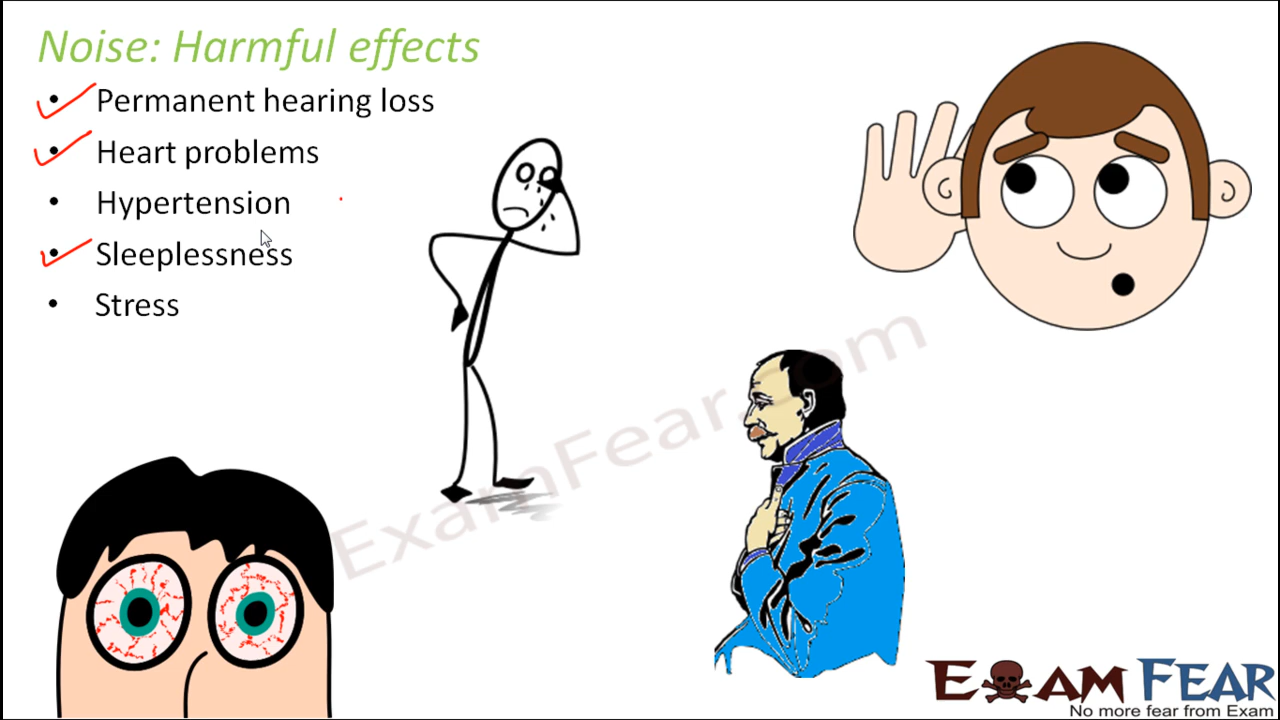 Noise: Harmful effects
• Permanent hearing loss
• Heart problems
• Hypertension
• Sleeplessness
• Stress
ExamFear.com
EXAM FEAR
No more fear from Exam